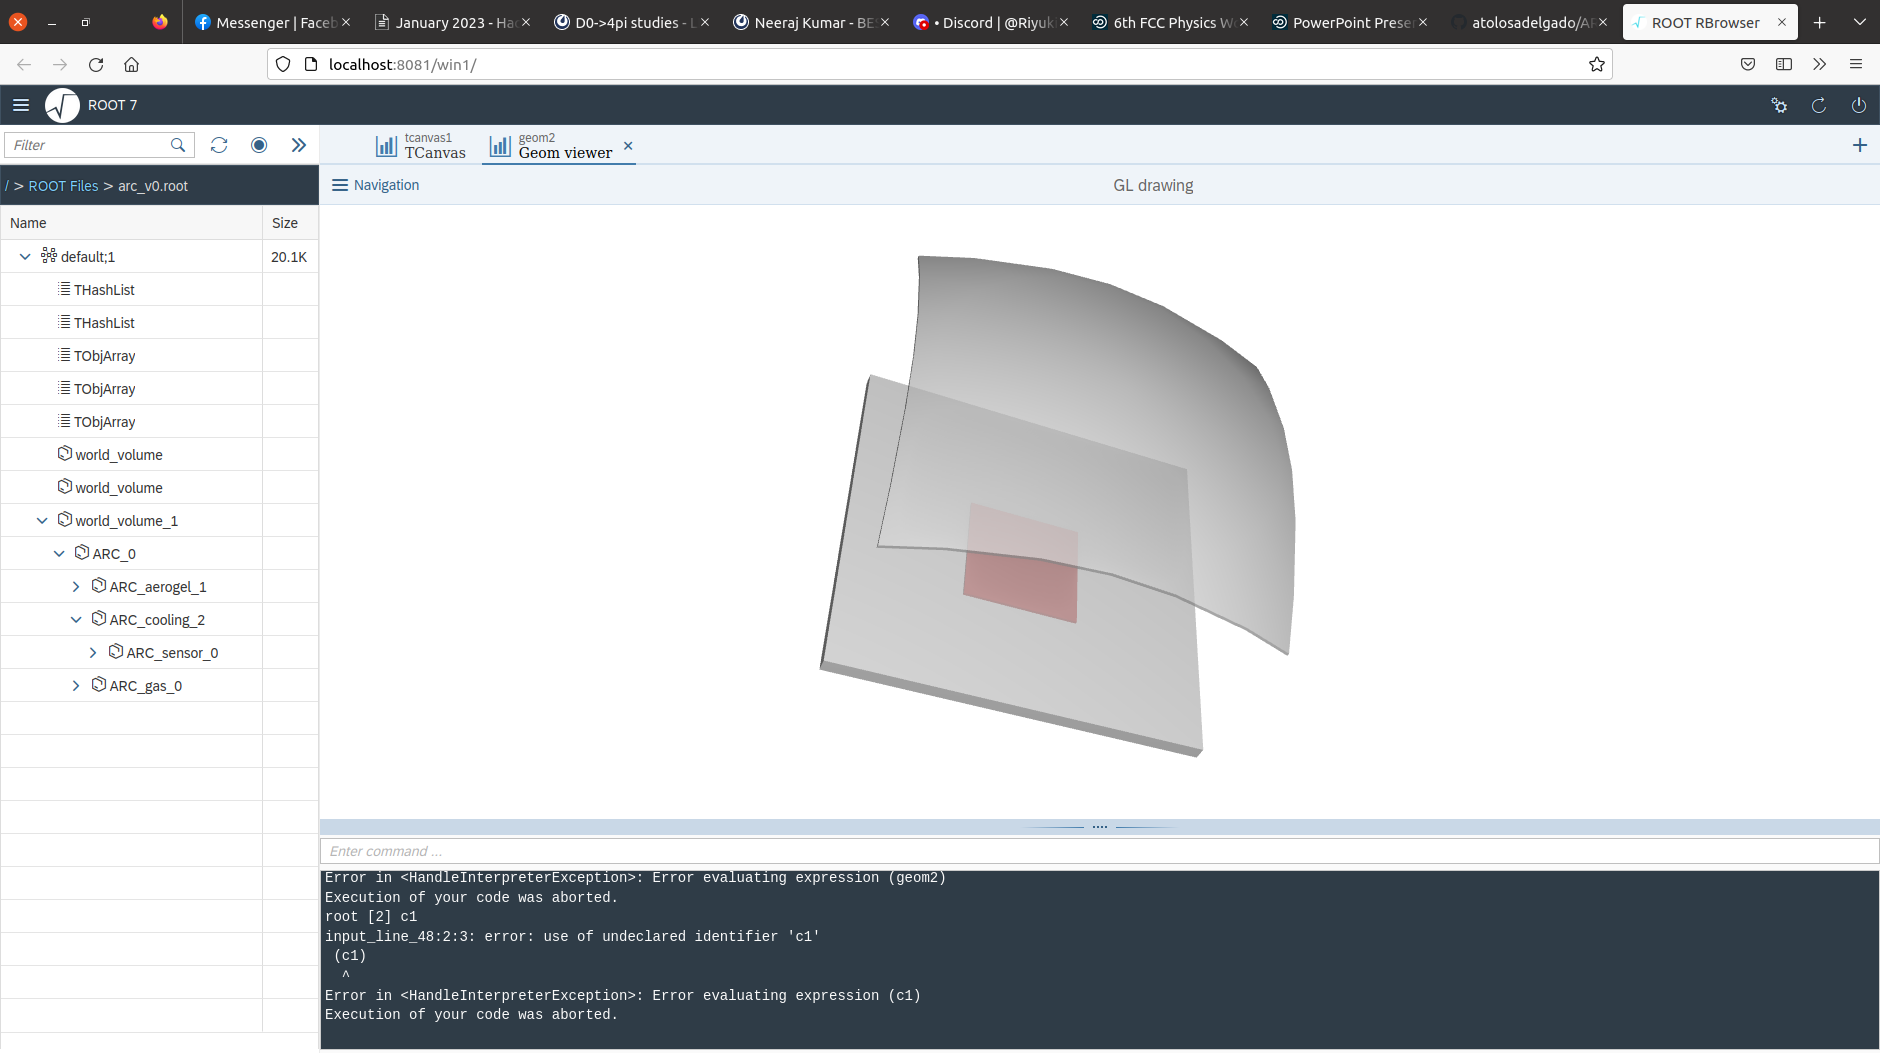 Messenger | Faceb
January 2023 - Ha
D0->4pi studies - L
Neeraj Kumar - BES
• Discord | @Riyuk
6th FCC Physics W
PowerPoint Preser
atolosadelgado/AR
ROOT RBrowser
localhost:8081/win1/
ROOT 7
Filter
tcanvas1
TCanvas
geom2
Geom viewer
/ > ROOT Files > arc_v0.root
Navigation
GL drawing
Name Size
default;1 20.1K
THashList
THashList
TObjArray
TObjArray
TObjArray
world_volume
world_volume
world_volume_1
ARC_0
ARC_aerogel_1
ARC_cooling_2
ARC_sensor_0
ARC_gas_0
Enter command ...
Error in <HandleInterpreterException>: Error evaluating expression (geom2)
Execution of your code was aborted.
root [2] c1
input_line_48:2:3: error: use of undeclared identifier 'c1'
(c1)
^
Error in <HandleInterpreterException>: Error evaluating expression (c1)
Execution of your code was aborted.